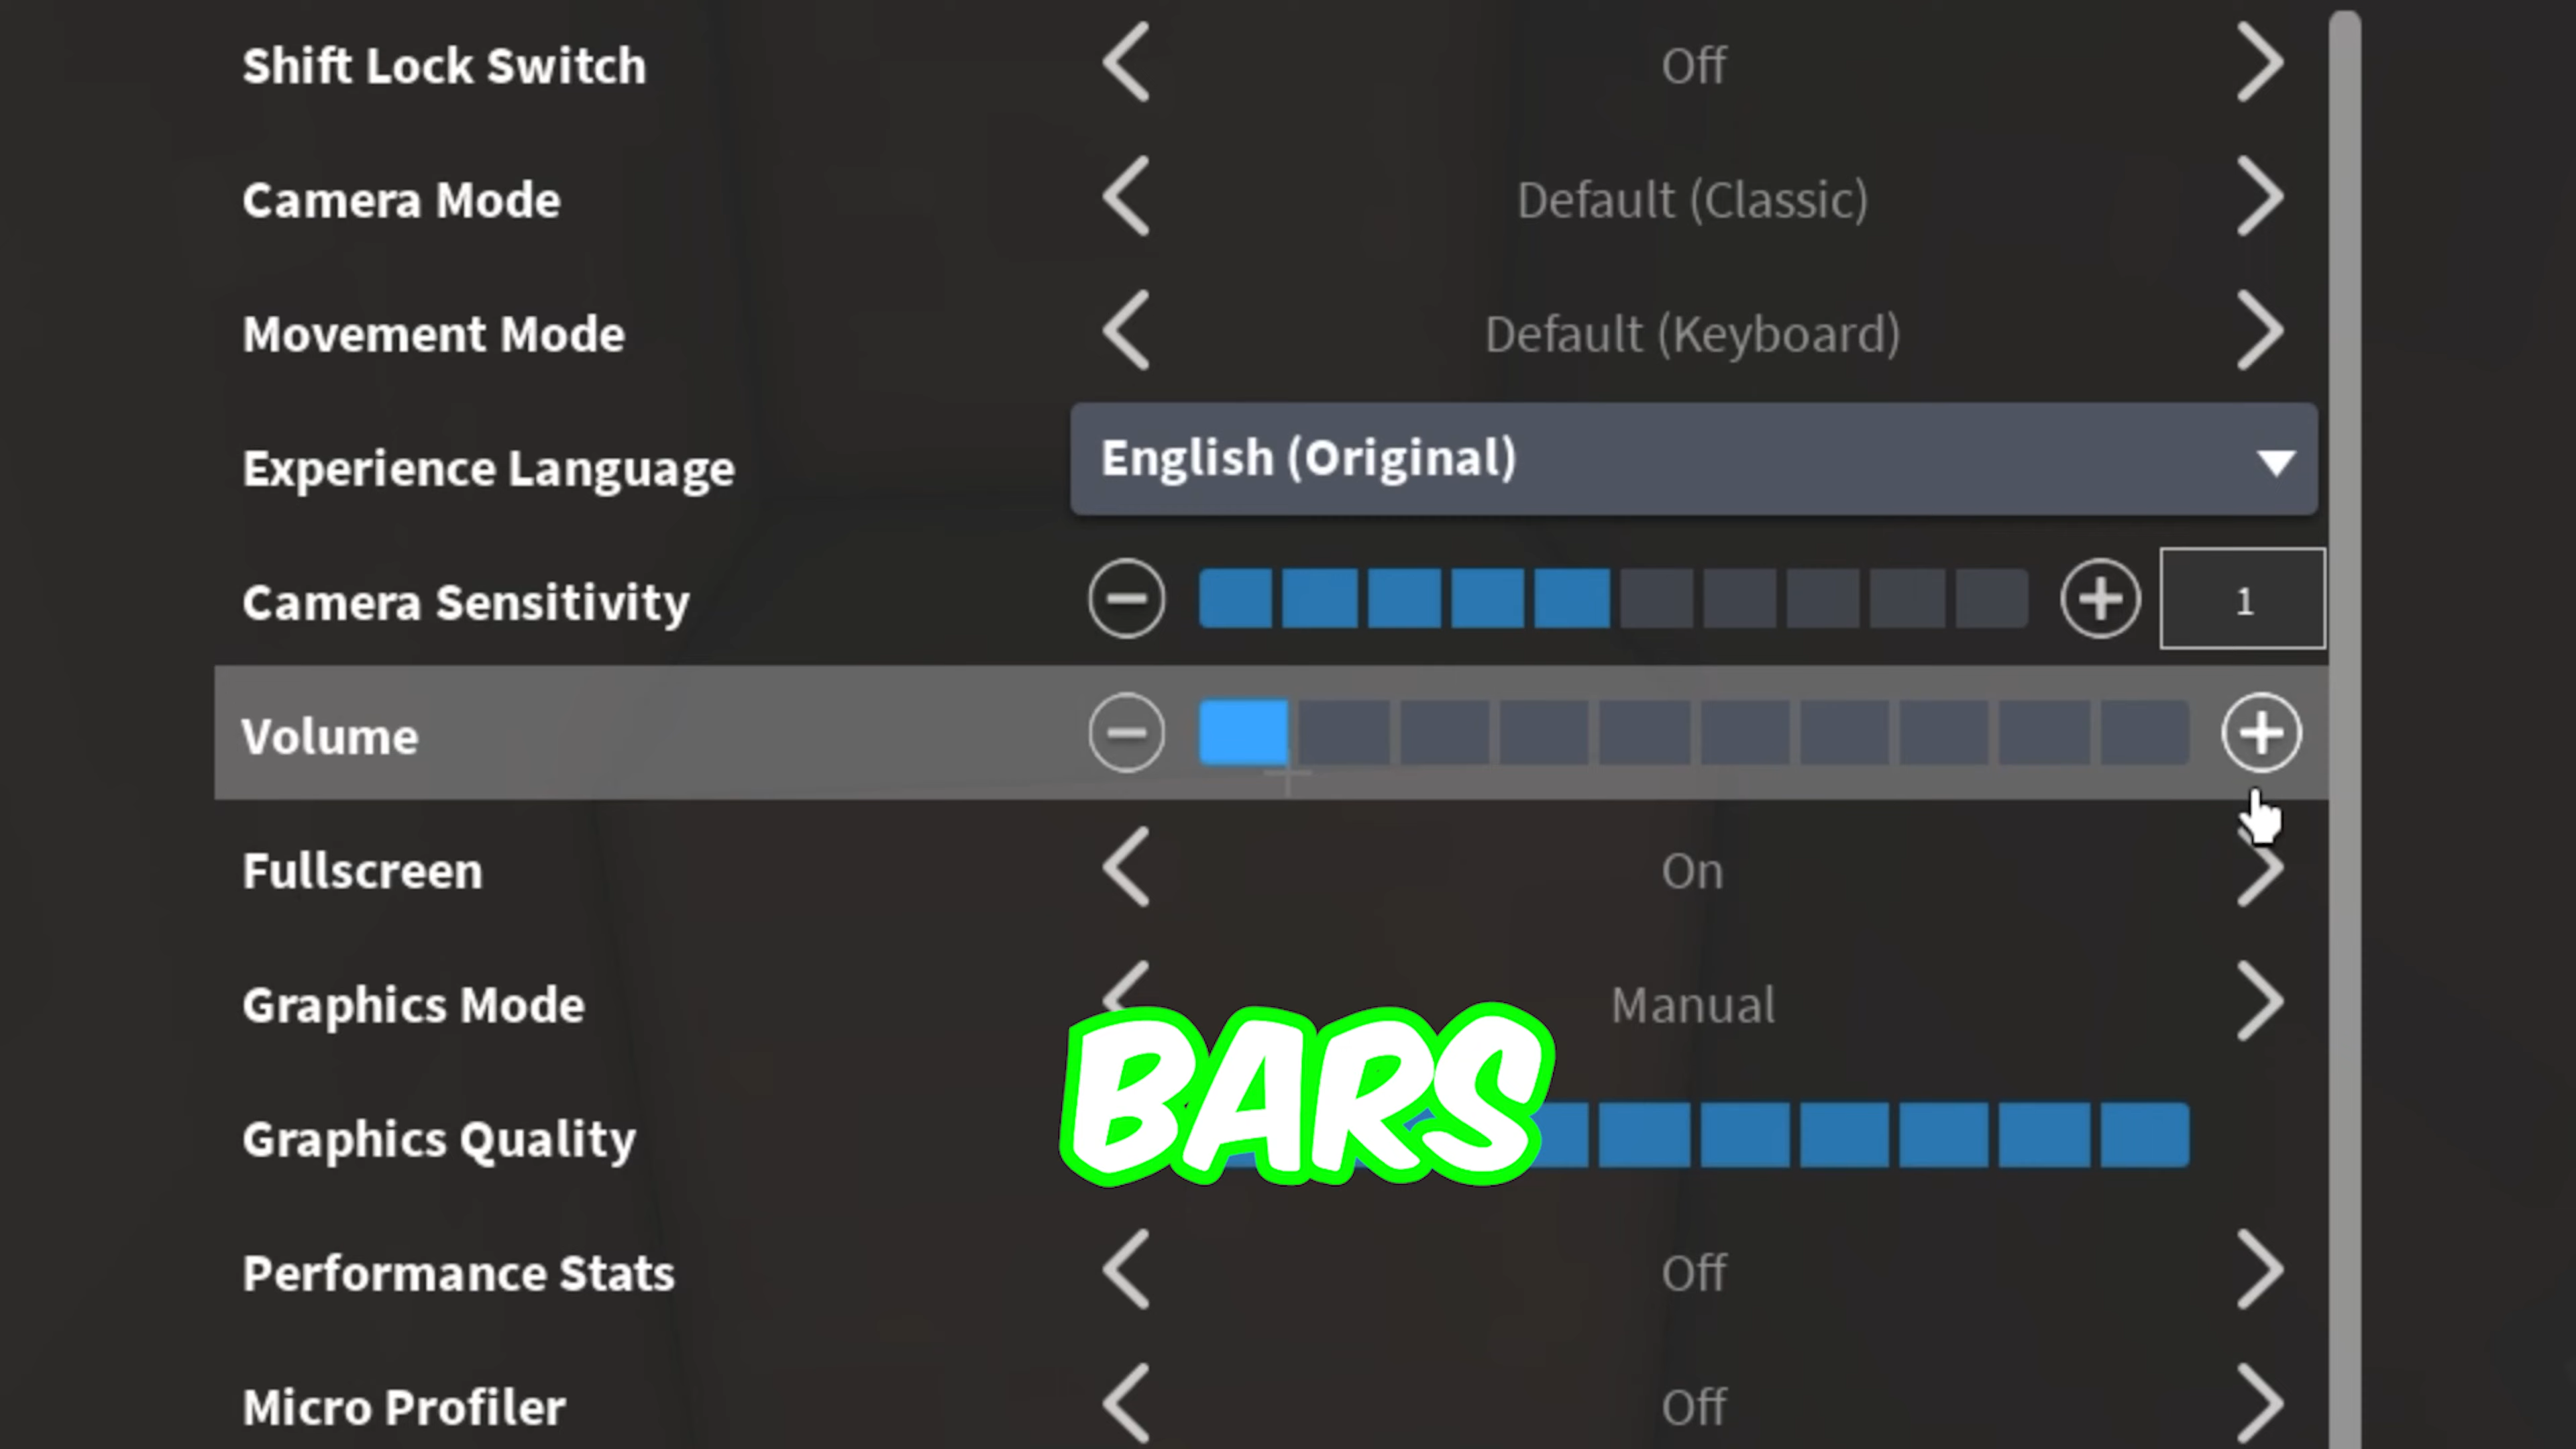 Shift Lock Switch Off
Camera Mode Default (Classic)
Movement Mode Default (Keyboard)
Experience Language English (Original)
Camera Sensitivity 1
Volume
Fullscreen On
Graphics Mode Manual
BARS
Graphics Quality
Performance Stats Off
Micro Profiler Off